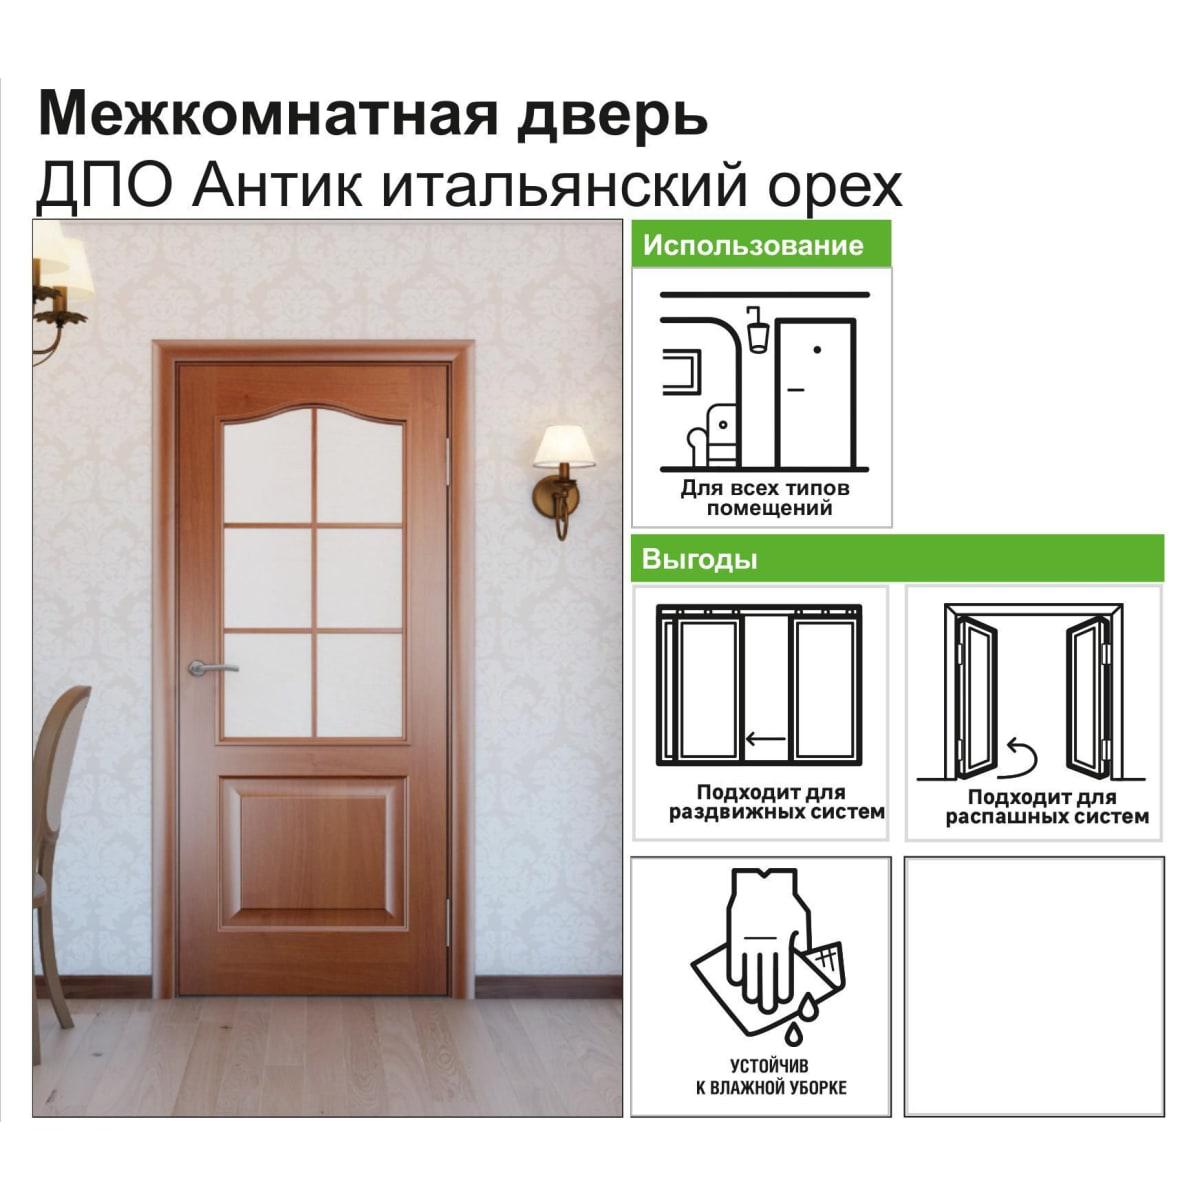 Межкомнатная дверь
ДПО Антик итальянский орех
Использование
Для всех типов
помещений
Выгоды
Подходит для
раздвижных систем
Подходит для
распашных систем
УСТОЙЧИВ
К ВЛАЖНОЙ УБОРКЕ